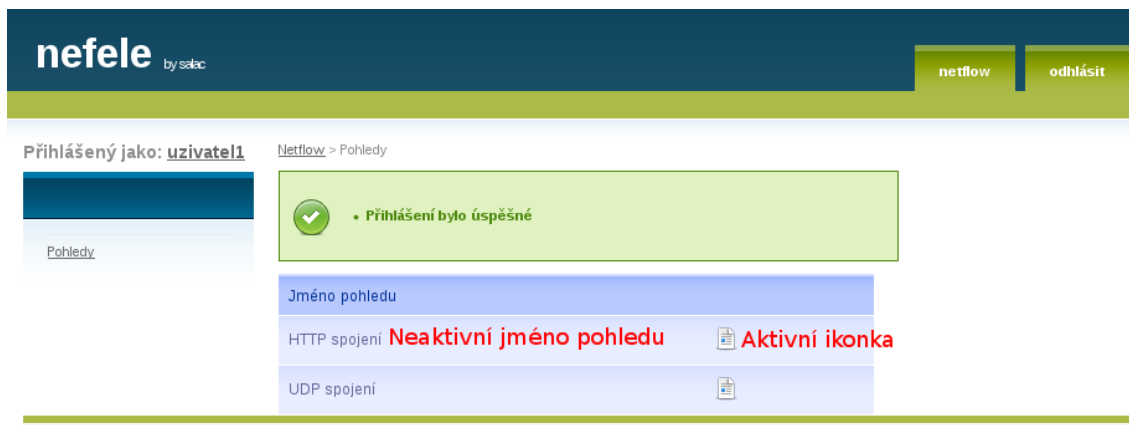 nefele by salac
netflow odhlásit
Přihlášený jako: uzivatel1
Netflow > Pohledy
• Přihlášení bylo úspěšné
Pohledy
Jméno pohledu
HTTP spojení Neaktivní jméno pohledu Aktivní ikonka
UDP spojení